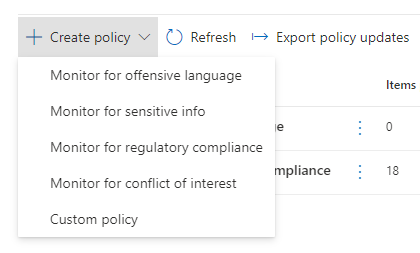 Create policy Refresh Export policy updates
Monitor for offensive language
Items
Monitor for sensitive info
ge 0
Monitor for regulatory compliance
mpliance 18
Monitor for conflict of interest
Custom policy